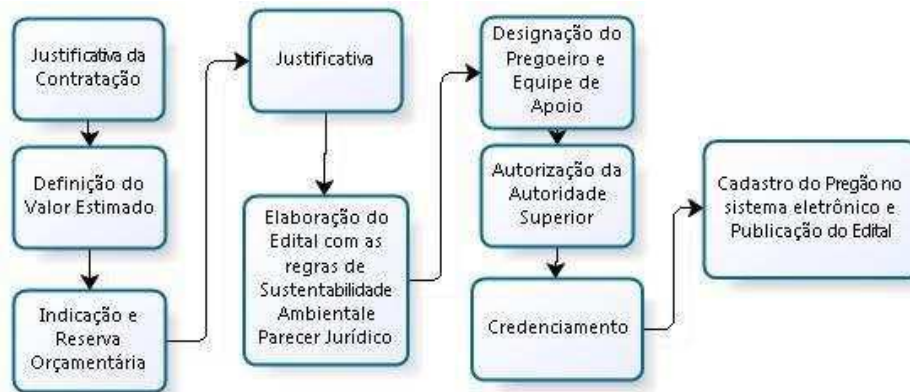 Justificativa da
Contratação
Definição do
Valor Estimado
Indicação e
Reserva
Orçamentária
Justificativa
Elaboração do
Edital com as
regras de
Sustentabilidade
Ambientale
Parecer Jurídico
Designação do
Pregoeiro e
Equipe de
Apoio
Autorização da
Autoridade
Superior
Credenciamento
Cadastro do Pregão no
sistema eletrônico e
Publicação do Edital